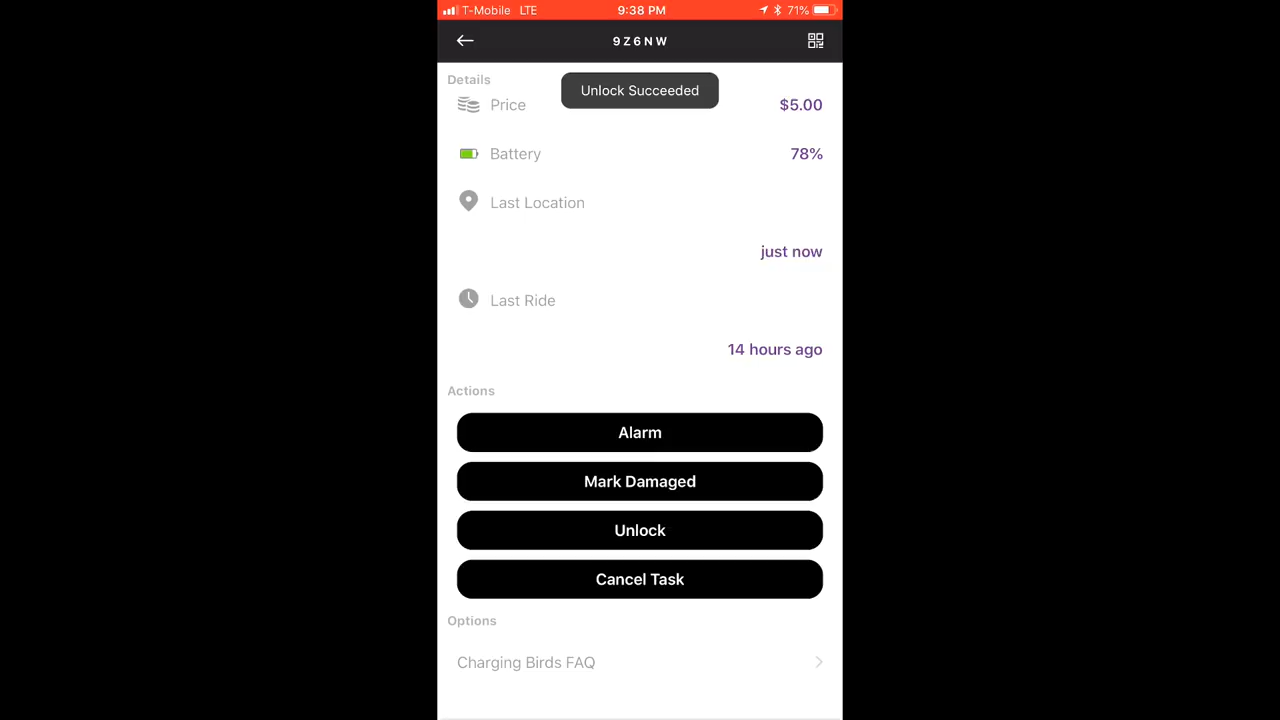 T-Mobile LTE 9:38 PM 71%
9Z6NW
Details
Unlock Succeeded
Price $5.00
Battery 78%
Last Location
just now
Last Ride
14 hours ago
Actions
Alarm
Mark Damaged
Unlock
Cancel Task
Options
Charging Birds FAQ